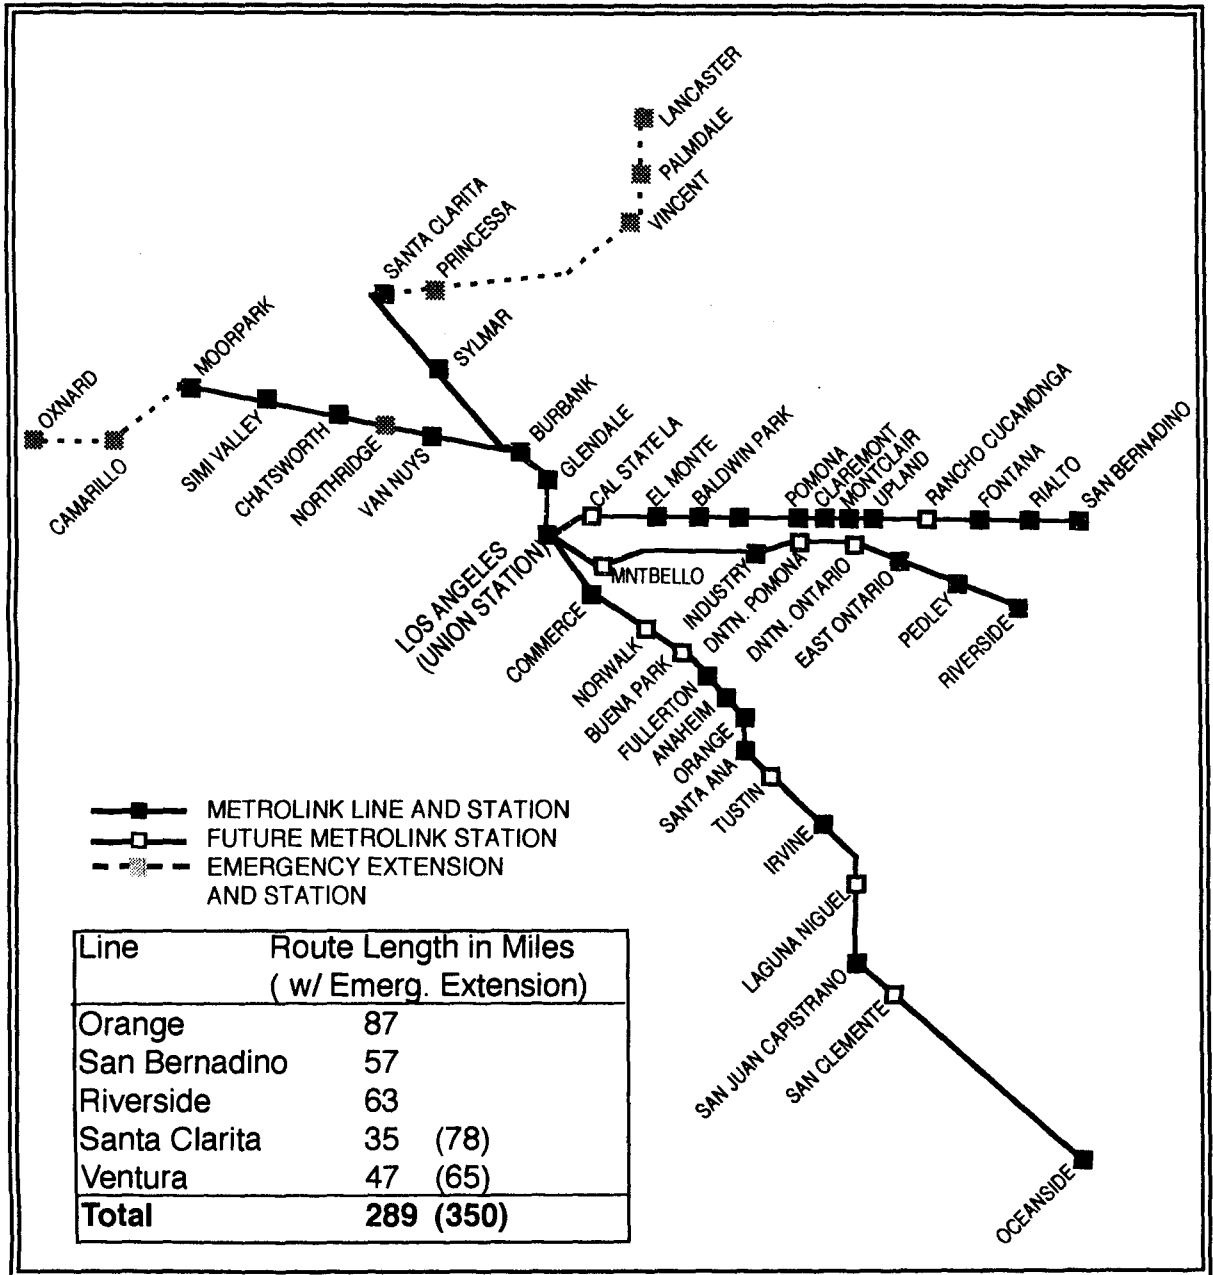 LANCASTER
PALMDALE
VINCENT
SANTA CLARITA
PRINCESSA
SYLMAR
MOORPARK
OXNARD
CAMARILLO
SIMI VALLEY
CHATSWORTH
NORTHRIDGE
VAN NUYS
BURBANK
GLENDALE
CAL STATE LA
EL MONTE
BALDWIN PARK
POMONA
CLAREMONT
MONTCLAIR
UPLAND
RANCHO CUCAMONGA
FONTANA
RIALTO
SAN BERNADINO
LOS ANGELES
(UNION STATION)
MNTBELLO
INDUSTRY
DNTN. POMONA
DNTN. ONTARIO
EAST ONTARIO
PEDLEY
RIVERSIDE
COMMERCE
NORWALK
BUENA PARK
FULLERTON
ANAHEIM
ORANGE
SANTA ANA
TUSTIN
IRVINE
LAGUNA NIGUEL
SAN JUAN CAPISTRANO
SAN CLEMENTE
OCEANSIDE
METROLINK LINE AND STATION
FUTURE METROLINK STATION
EMERGENCY EXTENSION
AND STATION
Line Route Length in Miles
( w/ Emerg. Extension)
Orange 87
San Bernadino 57
Riverside 63
Santa Clarita 35 (78)
Ventura 47 (65)
Total 289 (350)